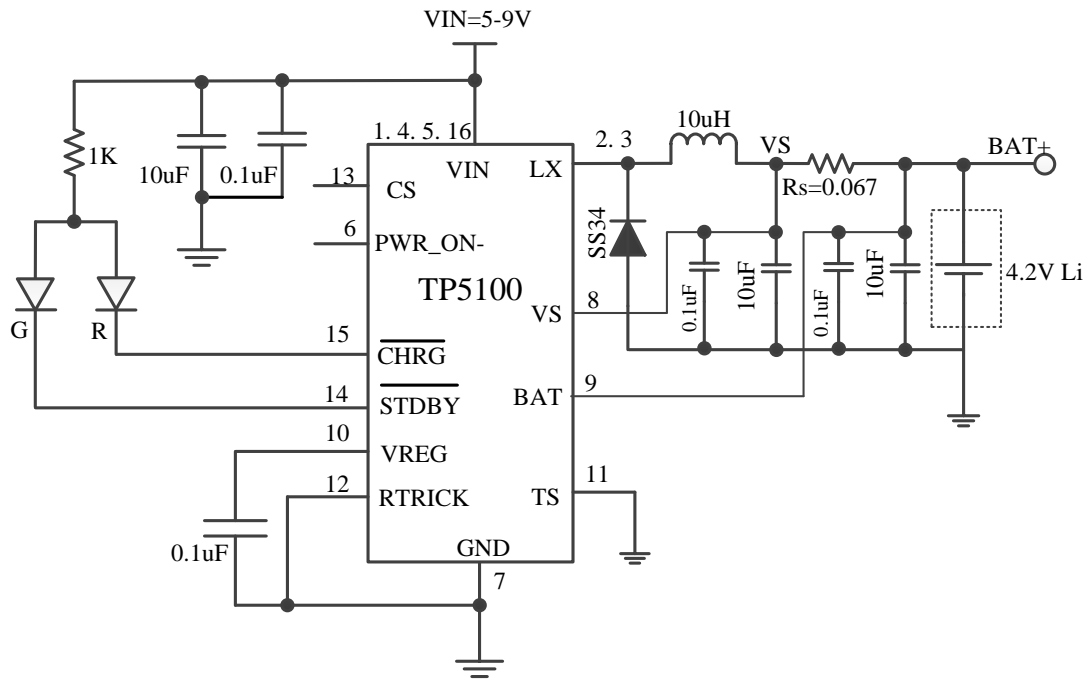 VIN=5-9V
1K
10uF
0.1uF
1. 4. 5. 16
VIN
2. 3
LX
10uH
VS
Rs=0.067
BAT+
13
CS
6
PWR_ON-
TP5100
SS34
VS
8
0.1uF
10uF
0.1uF
10uF
4.2V Li
G
R
15
CHRG
14
STDBY
9
BAT
10
VREG
12
RTRICK
11
TS
0.1uF
GND
7